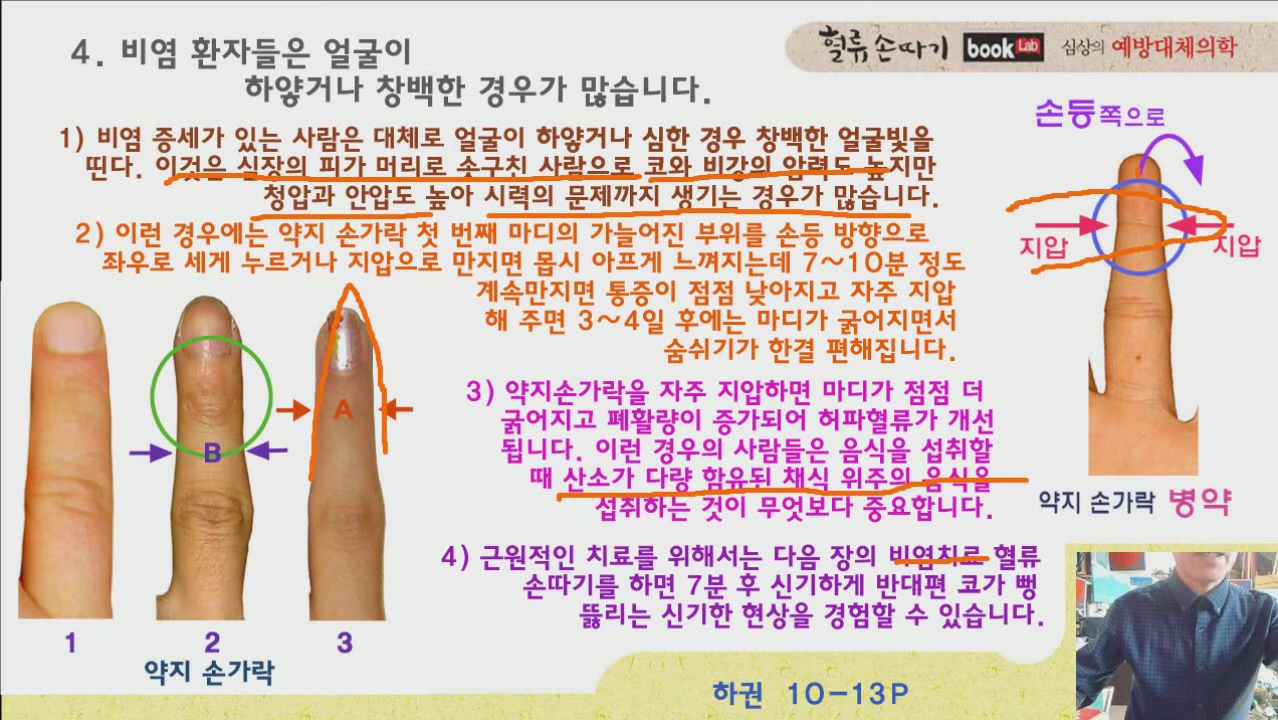 혈류 손따기 book Lab 심상의 예방대체의학
4. 비염 환자들은 얼굴이
하얗거나 창백한 경우가 많습니다.
1) 비염 증세가 있는 사람은 대체로 얼굴이 하얗거나 심한 경우 창백한 얼굴빛을
띤다. 이것은 심장의 피가 머리로 솟구친 사람으로 코와 비강의 압력도 높지만
청압과 안압도 높아 시력의 문제까지 생기는 경우가 많습니다.
2) 이런 경우에는 약지 손가락 첫 번째 마디의 가늘어진 부위를 손등 방향으로
좌우로 세게 누르거나 지압으로 만지면 몹시 아프게 느껴지는데 7~10분 정도
계속만지면 통증이 점점 낮아지고 자주 지압
해 주면 3~4일 후에는 마디가 굵어지면서
숨쉬기가 한결 편해집니다.
3) 약지손가락을 자주 지압하면 마디가 점점 더
굵어지고 폐활량이 증가되어 허파혈류가 개선
됩니다. 이런 경우의 사람들은 음식을 섭취할
때 산소가 다량 함유된 채식 위주의 음식을
섭취하는 것이 무엇보다 중요합니다.
4) 근원적인 치료를 위해서는 다음 장의 비염치료 혈류
손따기를 하면 7분 후 신기하게 반대편 코가 뻥
뚫리는 신기한 현상을 경험할 수 있습니다.
손등쪽으로
지압
지압
약지 손가락 병약
A
B
1
2
3
약지 손가락
하권 10-13P